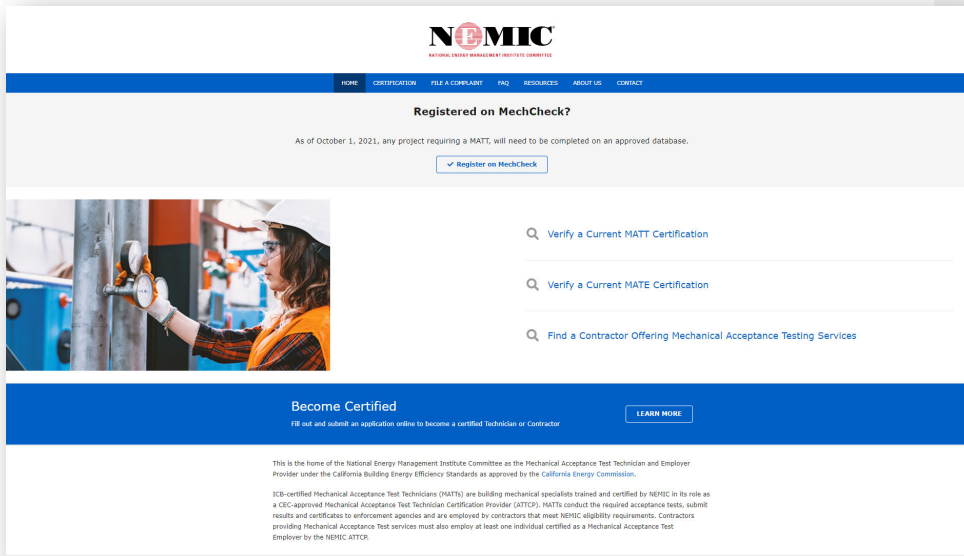 NEMIC
NATIONAL ENERGY MANAGEMENT INSTITUTE COMMITTEE
HOME CERTIFICATION FILE A COMPLAINT FAQ RESOURCES ABOUT US CONTACT
Registered on MechCheck?
As of October 1, 2021, any project requiring a MATT, will need to be completed on an approved database.
✓ Register on MechCheck
Verify a Current MATT Certification
Verify a Current MATE Certification
Find a Contractor Offering Mechanical Acceptance Testing Services
Become Certified
Fill out and submit an application online to become a certified Technician or Contractor
LEARN MORE
This is the home of the National Energy Management Institute Committee as the Mechanical Acceptance Test Technician and Employer
Provider under the California Building Energy Efficiency Standards as approved by the California Energy Commission.
ICB-certified Mechanical Acceptance Test Technicians (MATTs) are building mechanical specialists trained and certified by NEMIC in its role as
a CEC-approved Mechanical Acceptance Test Technician Certification Provider (ATTCP). MATTs conduct the required acceptance tests, submit
results and certificates to enforcement agencies and are employed by contractors that meet NEMIC eligibility requirements. Contractors
providing Mechanical Acceptance Test services must also employ at least one individual certified as a Mechanical Acceptance Test
Employer by the NEMIC ATTCP.